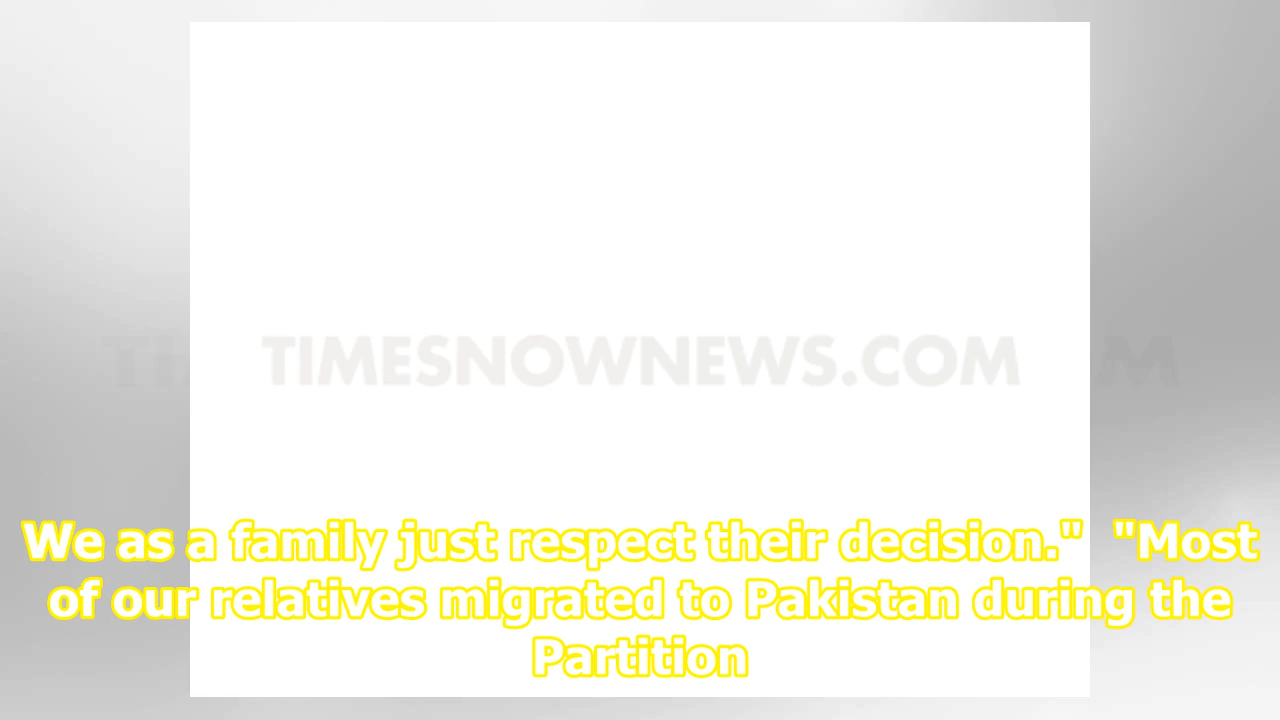 TIMESNOWNEWS.COM
We as a family just respect their decision." "Most
of our relatives migrated to Pakistan during the
Partition